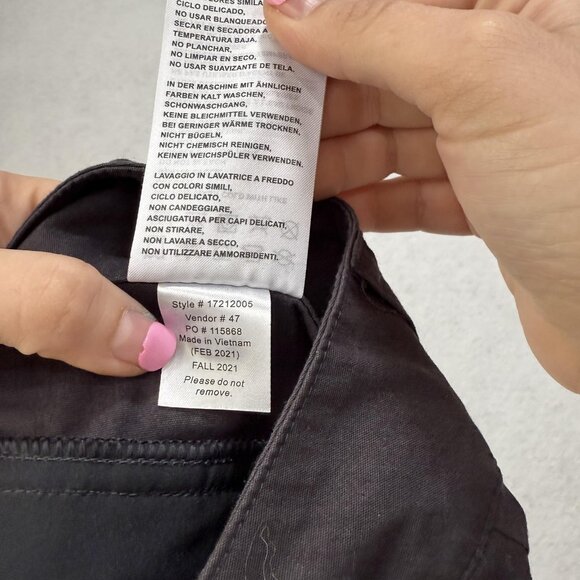 COLORES SIMILARES
CICLO DELICADO,
NO USAR BLANQUEADOR
SECAR EN SECADORA A
TEMPERATURA BAJA,
NO PLANCHAR,
NO LIMPIAR EN SECO,
NO USAR SUAVIZANTE DE TELA.
IN DER MASCHINE MIT ÄHNLICHEN
FARBEN KALT WASCHEN,
SCHONWASCHGANG,
KEINE BLEICHMITTEL VERWENDEN,
BEI GERINGER WÄRME TROCKNEN,
NICHT BÜGELN,
NICHT CHEMISCH REINIGEN,
KEINEN WEICHSPÜLER VERWENDEN.
LAVAGGIO IN LAVATRICE A FREDDO
CON COLORI SIMILI,
CICLO DELICATO,
NON CANDEGGIARE,
ASCIUGATURA PER CAPI DELICATI,
NON STIRARE,
NON LAVARE A SECCO,
NON UTILIZZARE AMMORBIDENTI.
Style # 17212005
Vendor # 47
PO # 115868
Made in Vietnam
(FEB 2021)
FALL 2021
Please do not
remove.